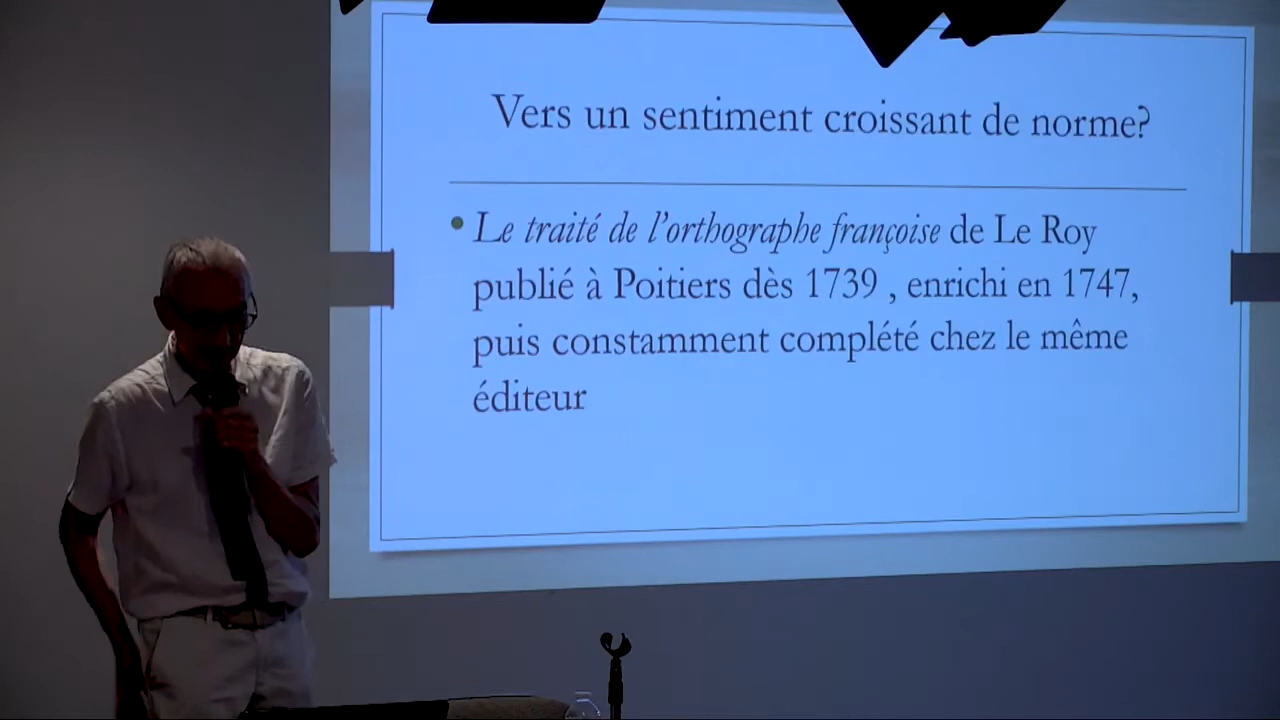 Vers un sentiment croissant de norme?
• Le traité de l'orthographe françoise de Le Roy
publié à Poitiers dès 1739 , enrichi en 1747,
puis constamment complété chez le même
éditeur